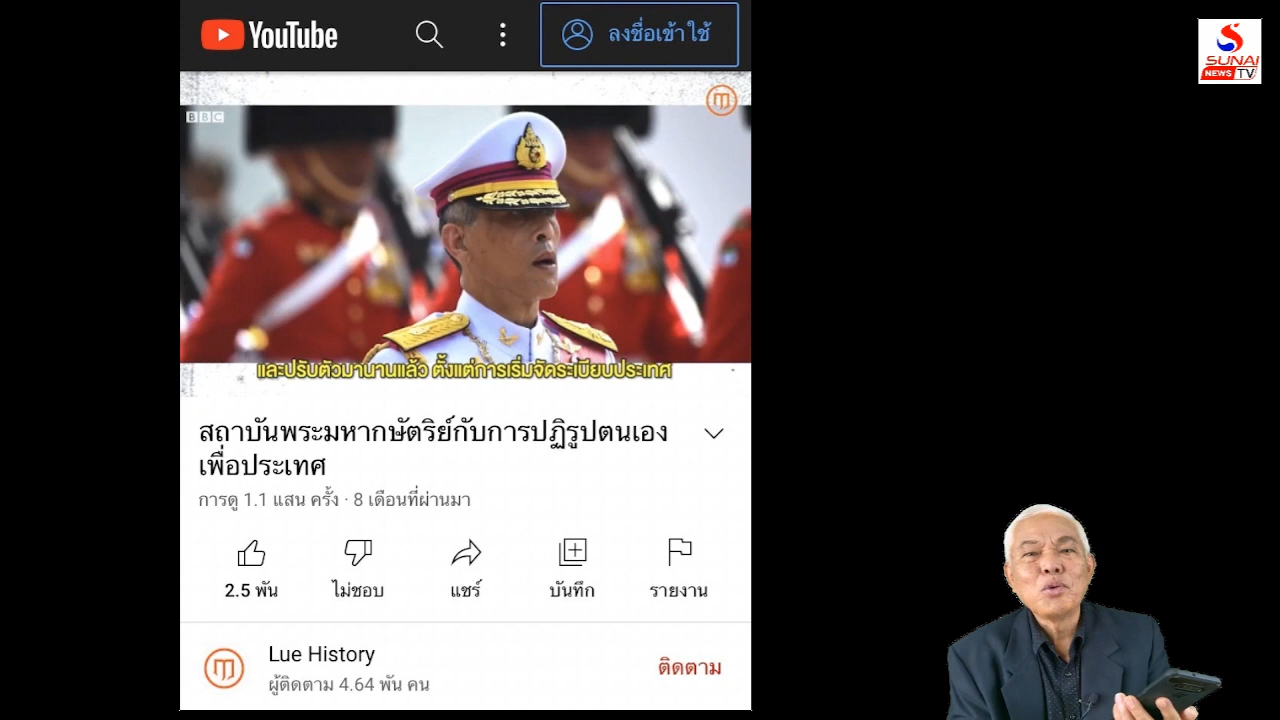 YouTube
ลงชื่อเข้าใช้
SUNAI
NEWS TV
BBC
และปรับตัวมานานแล้ว ตั้งแต่การเริ่มจัดระเบียบประเทศ
สถาบันพระมหากษัตริย์กับการปฏิรูปตนเอง
เพื่อประเทศ
การดู 1.1 แสน ครั้ง · 8 เดือนที่ผ่านมา
2.5 พัน
ไม่ชอบ
แชร์
บันทึก
รายงาน
Lue History
ผู้ติดตาม 4.64 พัน คน
ติดตาม